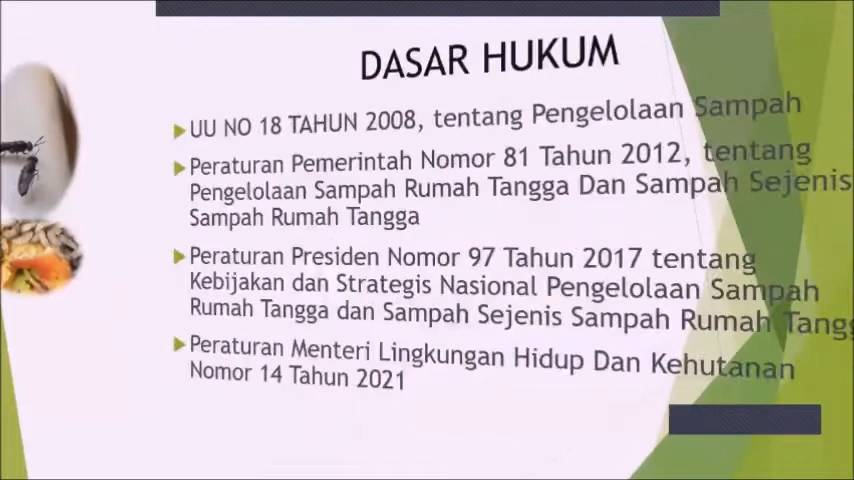 DASAR HUKUM
UU NO 18 TAHUN 2008, tentang Pengelolaan Sampah
Peraturan Pemerintah Nomor 81 Tahun 2012, tentang
Pengelolaan Sampah Rumah Tangga Dan Sampah Sejenis
Sampah Rumah Tangga
Peraturan Presiden Nomor 97 Tahun 2017 tentang
Kebijakan dan Strategis Nasional Pengelolaan Sampah
Rumah Tangga dan Sampah Sejenis Sampah Rumah Tangg
Peraturan Menteri Lingkungan Hidup Dan Kehutanan
Nomor 14 Tahun 2021